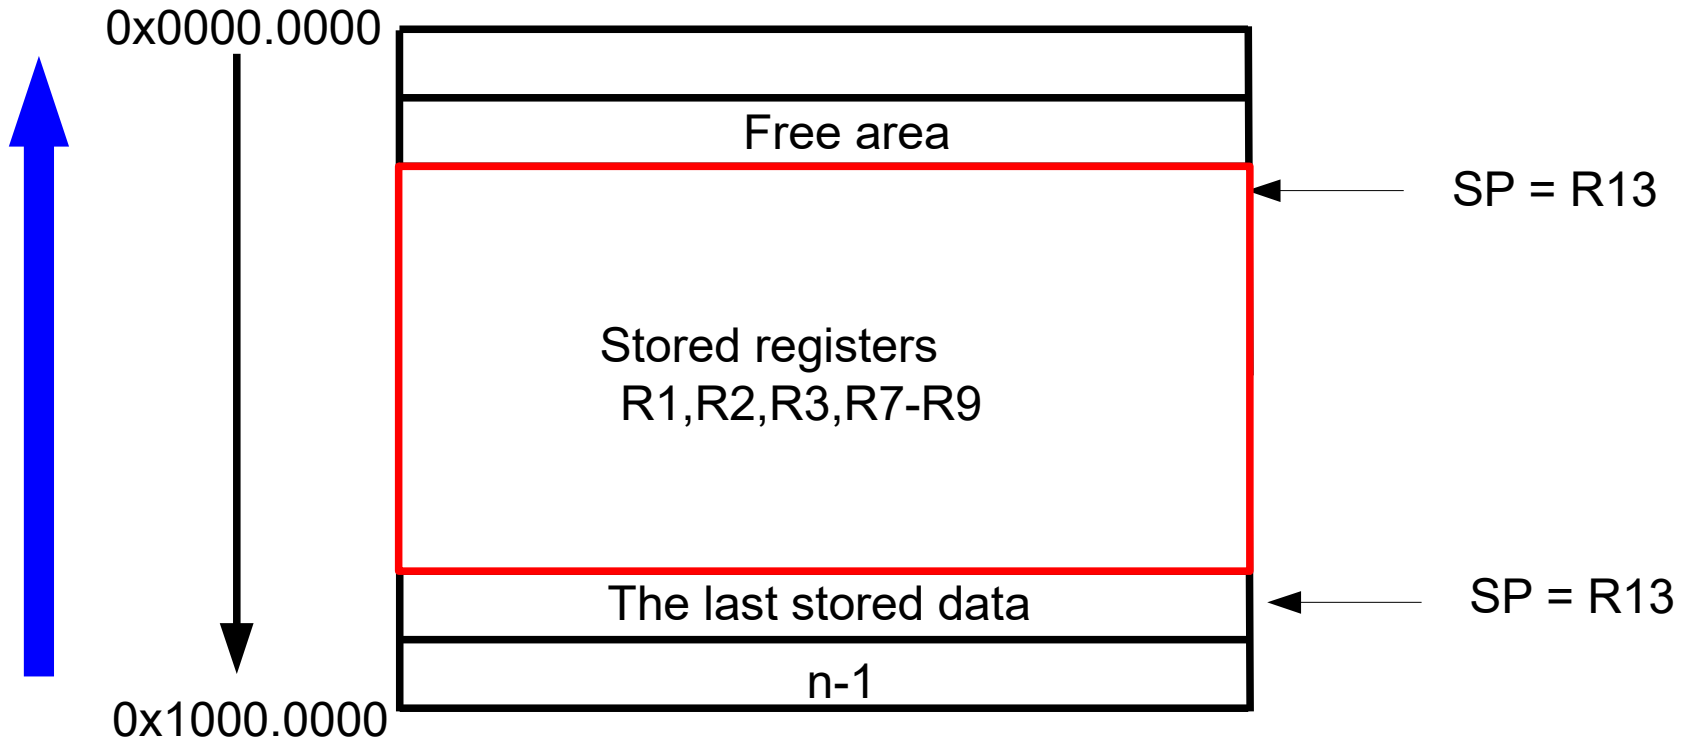 0x0000.0000
Free area
SP = R13
Stored registers
R1,R2,R3,R7-R9
The last stored data
SP = R13
n-1
0x1000.0000